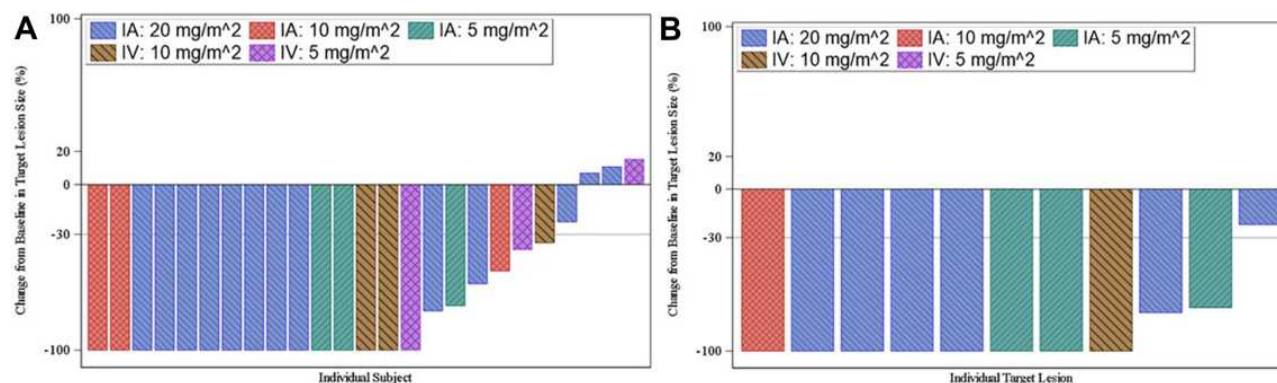 A
100
20
0
-30
-100
Change from Baseline in Target Lesion Size (%)
IA: 20 mg/m^2 IA: 10 mg/m^2 IA: 5 mg/m^2
IV: 10 mg/m^2 IV: 5 mg/m^2
Individual Subject
B
100
20
0
-30
-100
Change from Baseline in Target Lesion Size (%)
IA: 20 mg/m^2 IA: 10 mg/m^2 IA: 5 mg/m^2
IV: 10 mg/m^2 IV: 5 mg/m^2
Individual Target Lesion